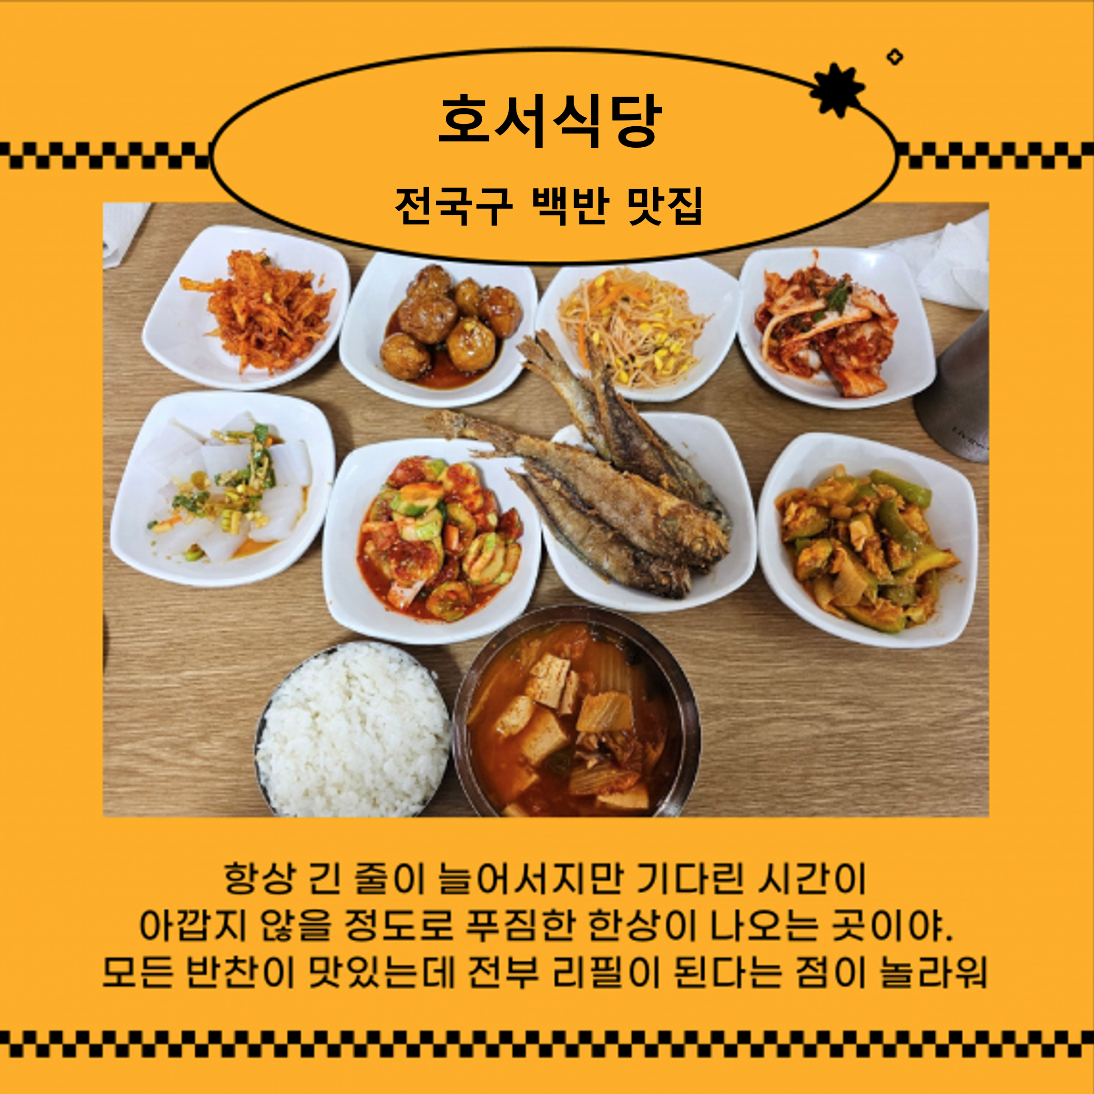 호서식당
전국구 백반 맛집
항상 긴 줄이 늘어서지만 기다린 시간이
아깝지 않을 정도로 푸짐한 한상이 나오는 곳이야.
모든 반찬이 맛있는데 전부 리필이 된다는 점이 놀라워